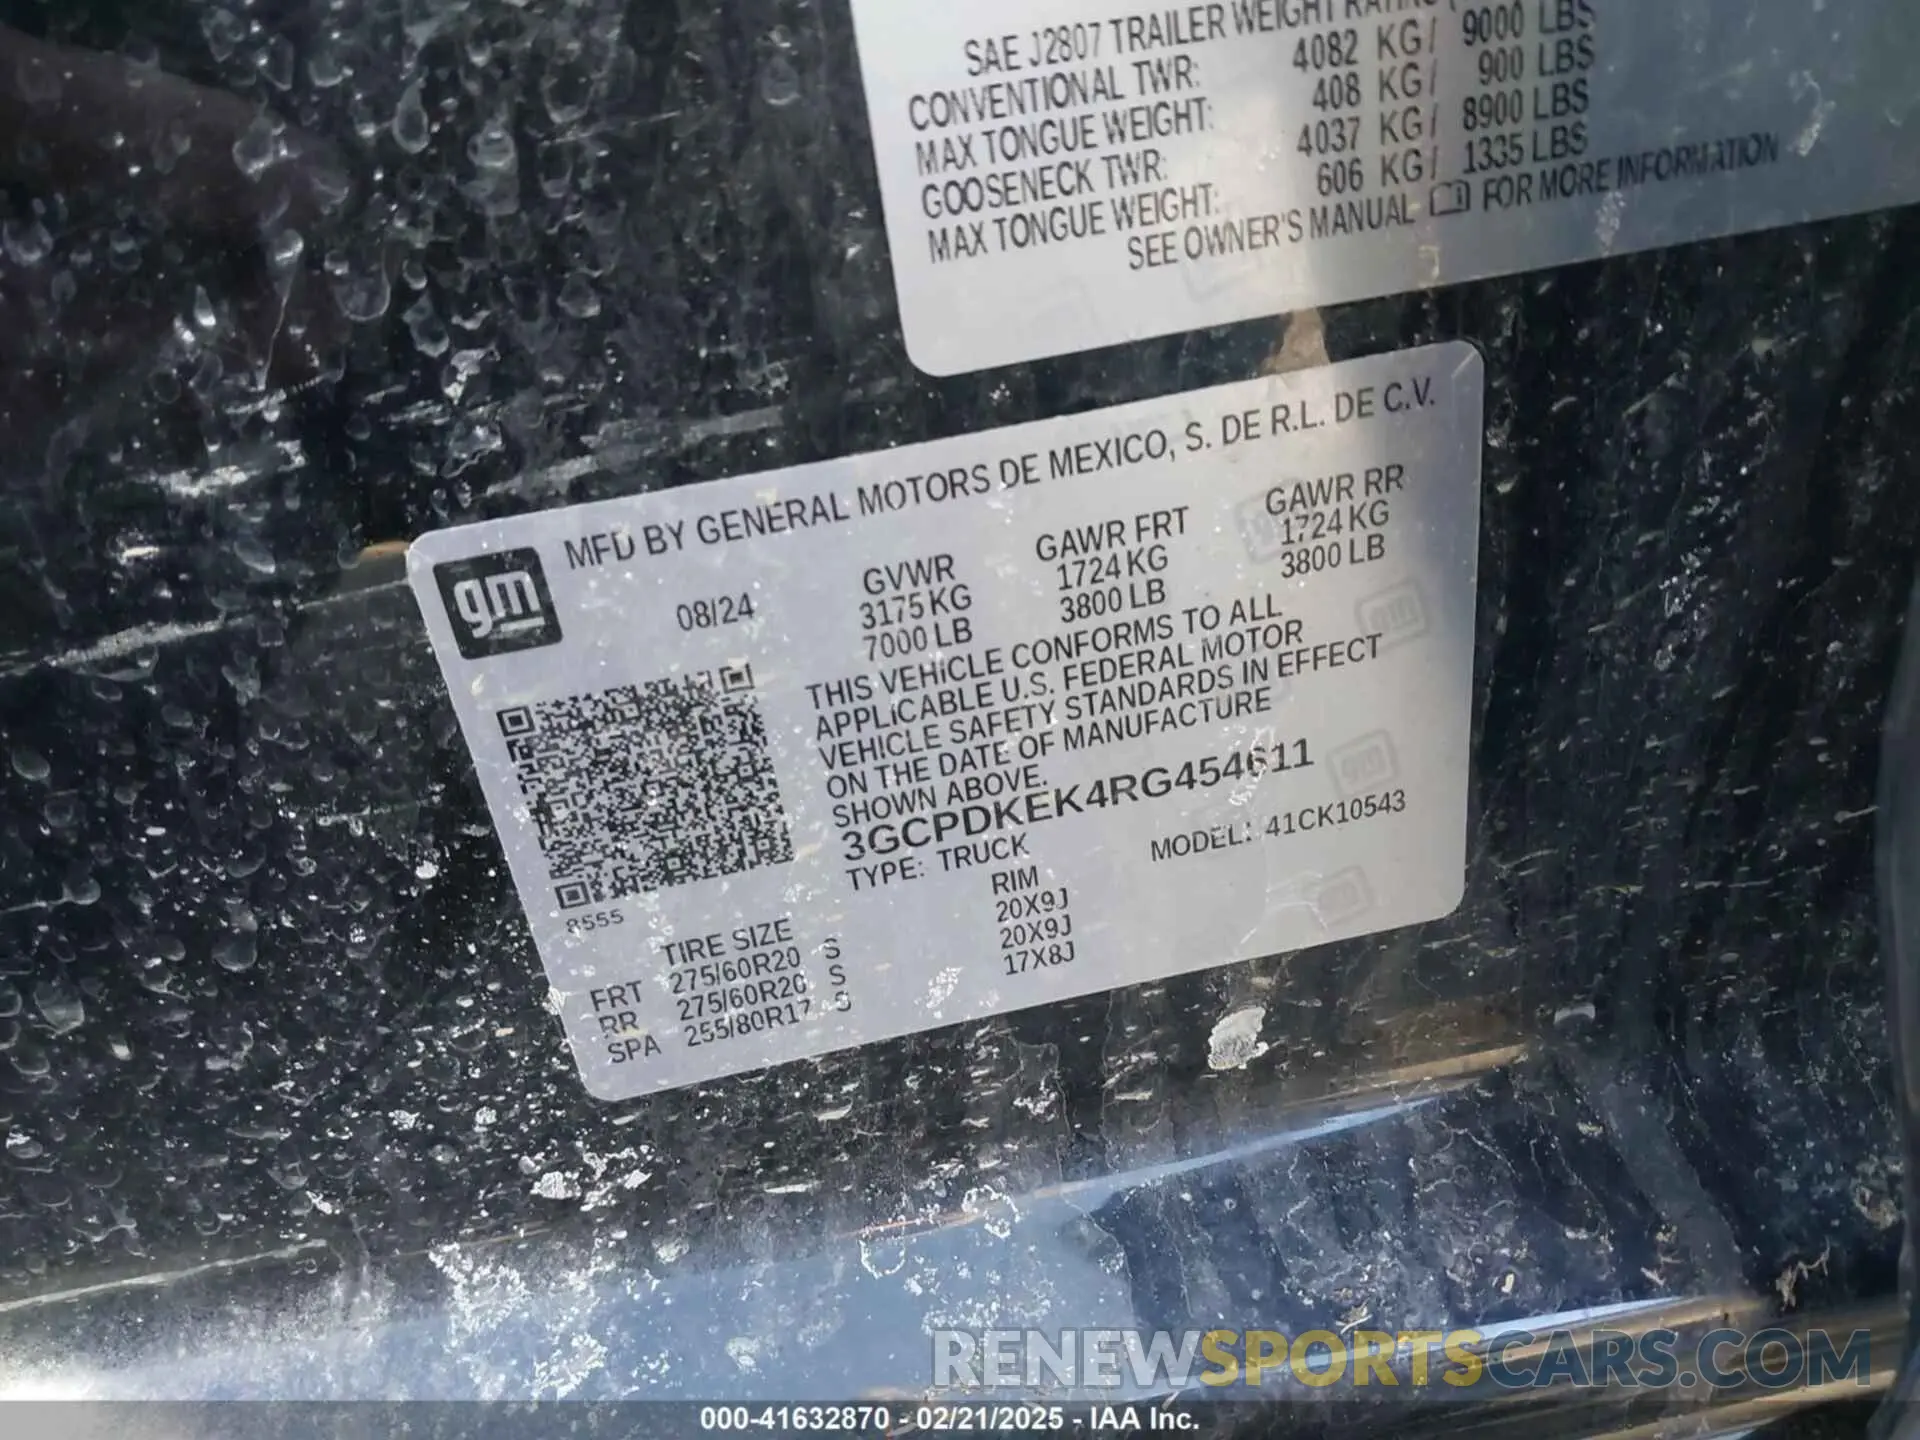 SAE J2807 TRAILER WEIGHT
CONVENTIONAL TWR: 4082 KG/ 9000 LBS
MAX TONGUE WEIGHT: 408 KG/ 900 LBS
GOOSENECK TWR: 4037 KG/ 8900 LBS
MAX TONGUE WEIGHT: 606 KG/ 1335 LBS
SEE OWNER'S MANUAL FOR MORE INFORMATION
gm
MFD BY GENERAL MOTORS DE MEXICO, S. DE R.L. DE C.V.
08/24
GVWR GAWR FRT GAWR RR
3175 KG 1724 KG 1724 KG
7000 LB 3800 LB 3800 LB
THIS VEHICLE CONFORMS TO ALL
APPLICABLE U.S. FEDERAL MOTOR
VEHICLE SAFETY STANDARDS IN EFFECT
ON THE DATE OF MANUFACTURE
SHOWN ABOVE.
3GCPDKEK4RG454611
TYPE: TRUCK MODEL: 41CK10543
8555
TIRE SIZE RIM
FRT 275/60R20 S 20X9J
RR 275/60R20 S 20X9J
SPA 255/80R17 S 17X8J
RENEWSPORTSCARS.COM
000-41632870 - 02/21/2025 - IAA Inc.